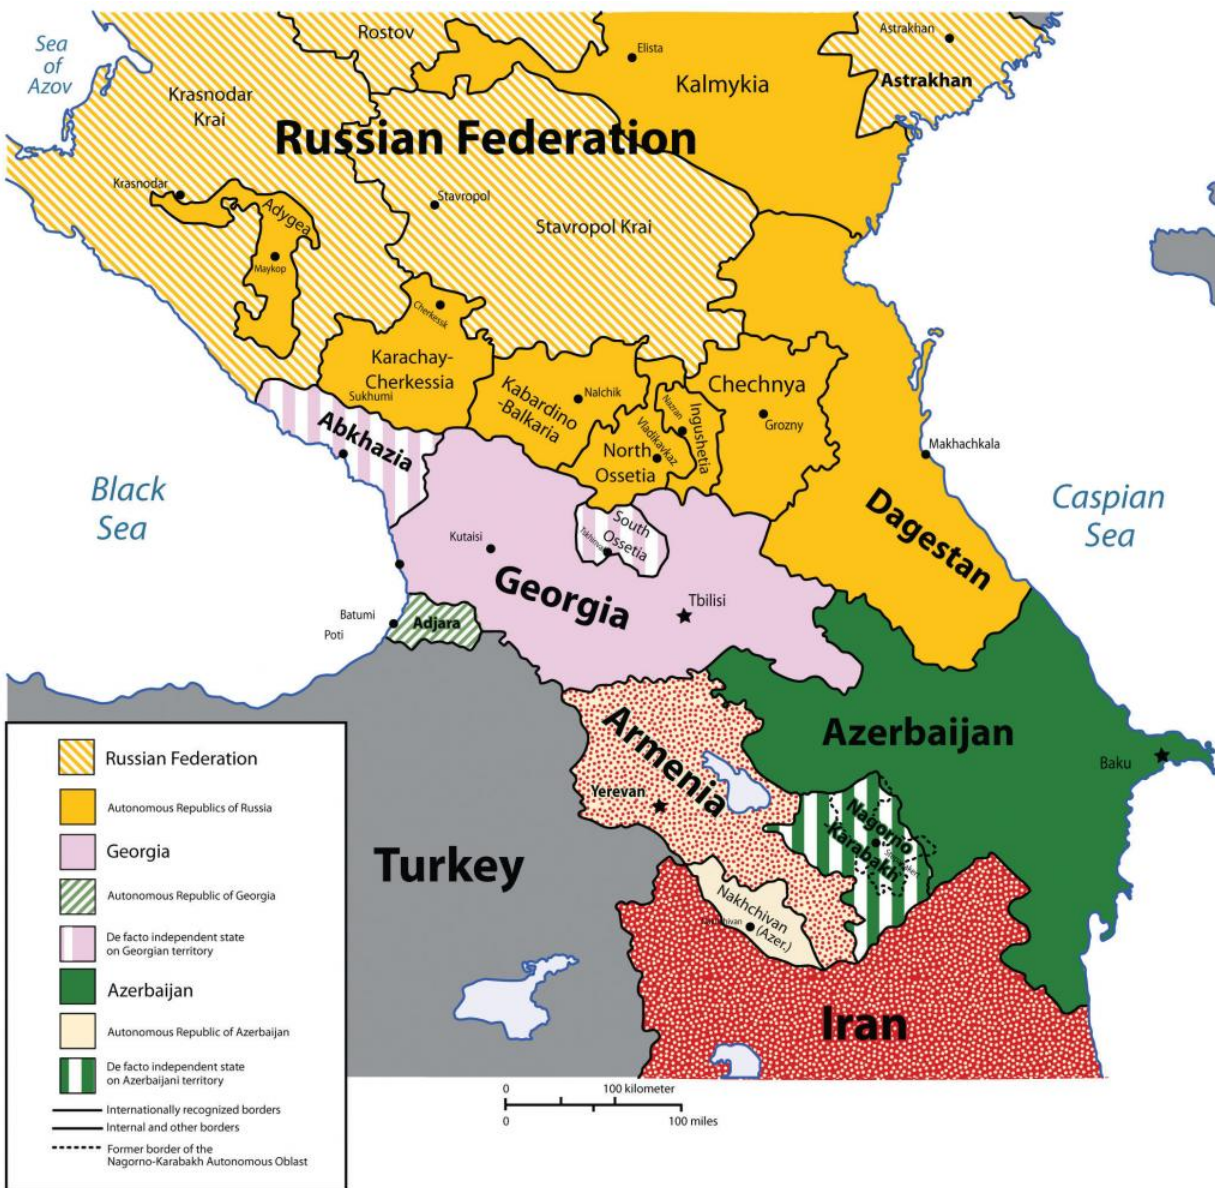 Sea
of
Azov
Rostov
Elista
Astrakhan
Astrakhan
Kalmykia
Krasnodar
Krai
Russian Federation
Krasnodar
Adygea
Stavropol
Stavropol Krai
Maykop
Cherkessk
Karachay-
Cherkessia
Sukhumi
Kabardino
-Balkaria
Nalchik
Chechnya
Nazran
Ingushetia
Grozny
Vladikavkaz
North
Ossetia
Abkhazia
Makhachkala
Black
Sea
Caspian
Sea
Dagestan
South
Ossetia
Kutaisi
Georgia
Tbilisi
Batumi
Poti
Adjara
Armenia
Azerbaijan
Baku
Yerevan
Nagorno
-Karabakh
Turkey
Nakhchivan
(Azer.)
Iran
Russian Federation
Autonomous Republics of Russia
Georgia
Autonomous Republic of Georgia
De facto independent state
on Georgian territory
Azerbaijan
Autonomous Republic of Azerbaijan
De facto independent state
on Azerbaijani territory
Internationally recognized borders
Internal and other borders
Former border of the
Nagorno-Karabakh Autonomous Oblast
0 100 kilometer
0 100 miles